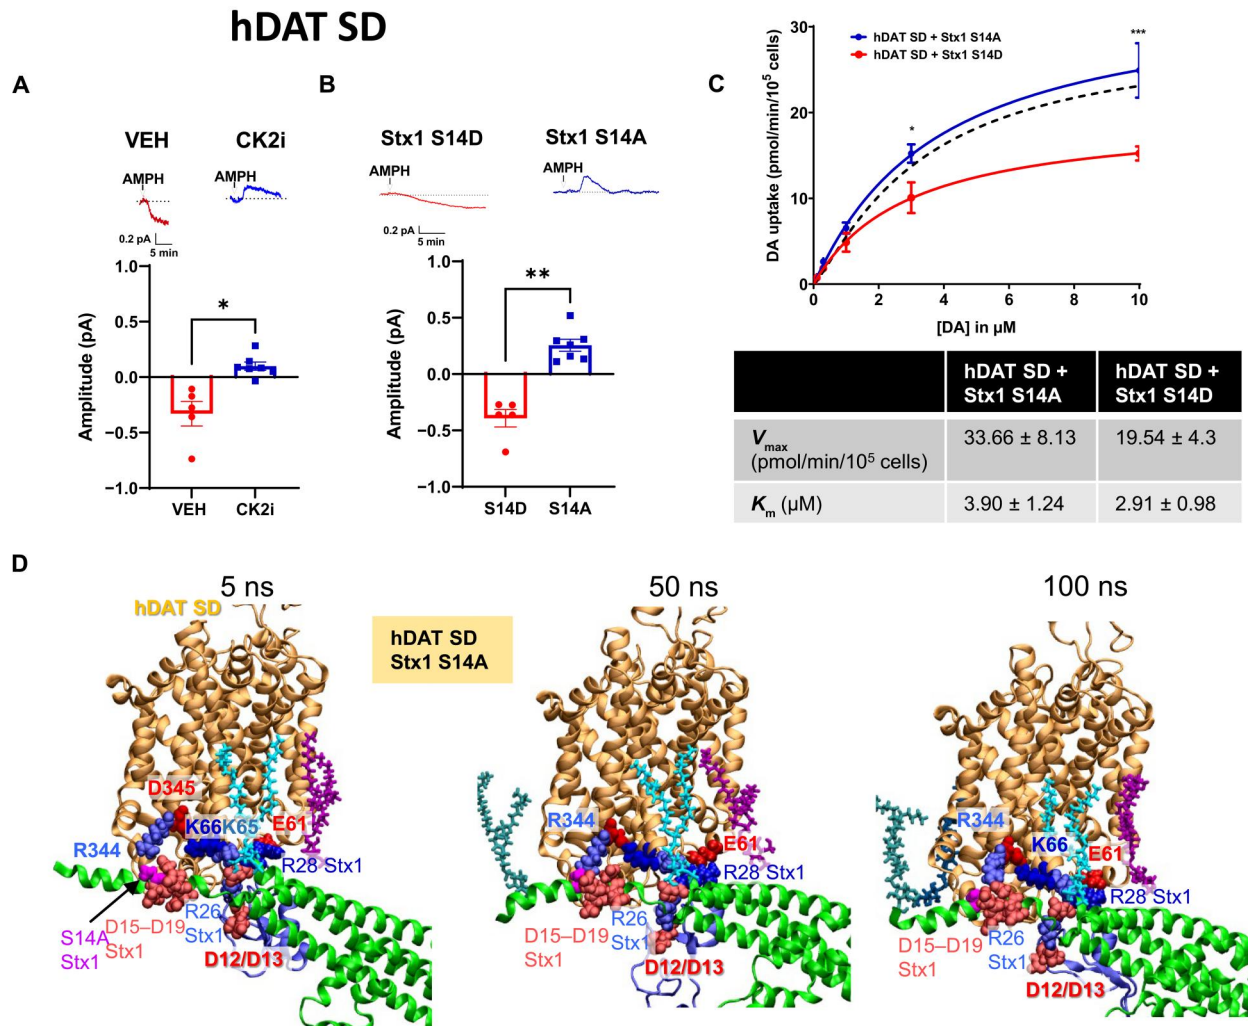 hDAT SD
A
VEH
CK2i
AMPH
AMPH
0.2 pA
5 min
1.0
0.5
0.0
−0.5
−1.0
Amplitude (pA)
*
VEH
CK2i
B
Stx1 S14D
Stx1 S14A
AMPH
AMPH
0.2 pA
5 min
1.0
0.5
0.0
−0.5
−1.0
Amplitude (pA)
**
S14D
S14A
C
hDAT SD + Stx1 S14A
hDAT SD + Stx1 S14D
***
*
30
20
10
0
DA uptake (pmol/min/10⁵ cells)
0 2 4 6 8 10
[DA] in µM
hDAT SD + hDAT SD +
Stx1 S14A Stx1 S14D
Vmax 33.66 ± 8.13 19.54 ± 4.3
(pmol/min/10⁵ cells)
Km (µM) 3.90 ± 1.24 2.91 ± 0.98
D
5 ns
hDAT SD
hDAT SD
Stx1 S14A
50 ns
100 ns
D345
K66 K65
E61
R344
R28 Stx1
S14A
Stx1
D15–D19
Stx1
R26
Stx1
D12/D13
R344
E61
R28 Stx1
D15–D19
Stx1
R26
Stx1
D12/D13
R344
K66
E61
R28 Stx1
D15–D19
Stx1
R26
Stx1
D12/D13